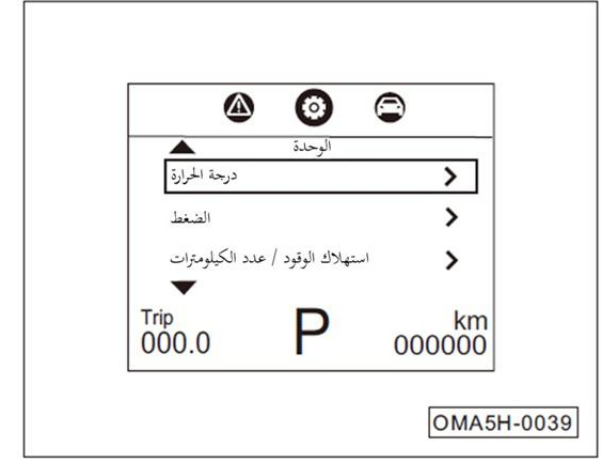 الوحدة
درجة الحرارة
الضغط
استهلاك الوقود / عدد الكيلومترات
Trip
000.0
P
km
000000
OMA5H-0039